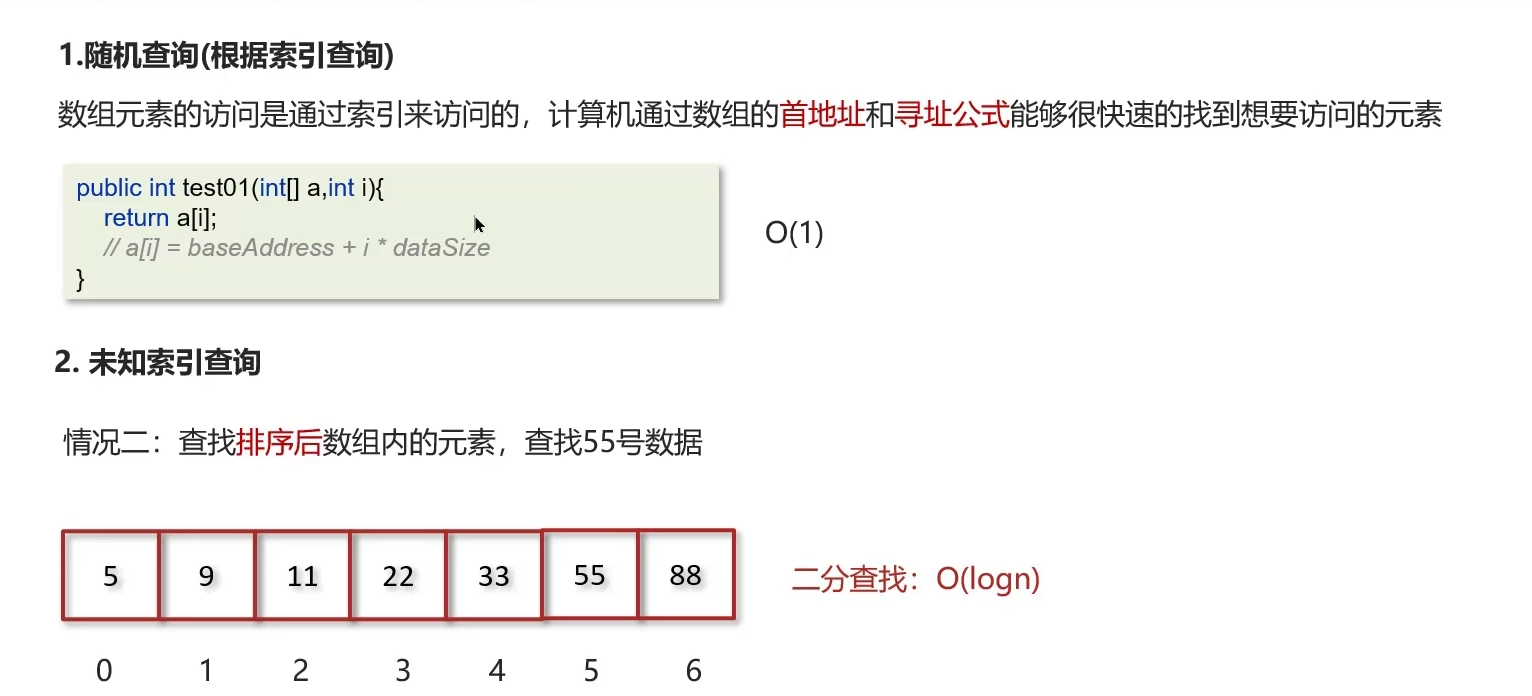 1.随机查询(根据索引查询)
数组元素的访问是通过索引来访问的，计算机通过数组的首地址和寻址公式能够很快速的找到想要访问的元素
public int test01(int[] a,int i){
return a[i];
// a[i] = baseAddress + i * dataSize
}
O(1)
2. 未知索引查询
情况二：查找排序后数组内的元素，查找55号数据
5 9 11 22 33 55 88
二分查找：O(logn)
0 1 2 3 4 5 6